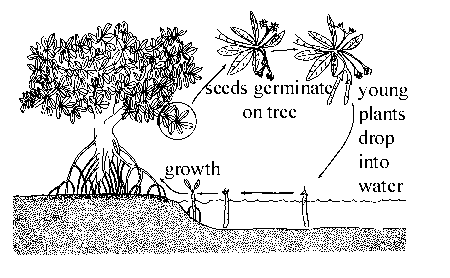 seeds germinate
on tree
young
plants
drop
into
water
growth